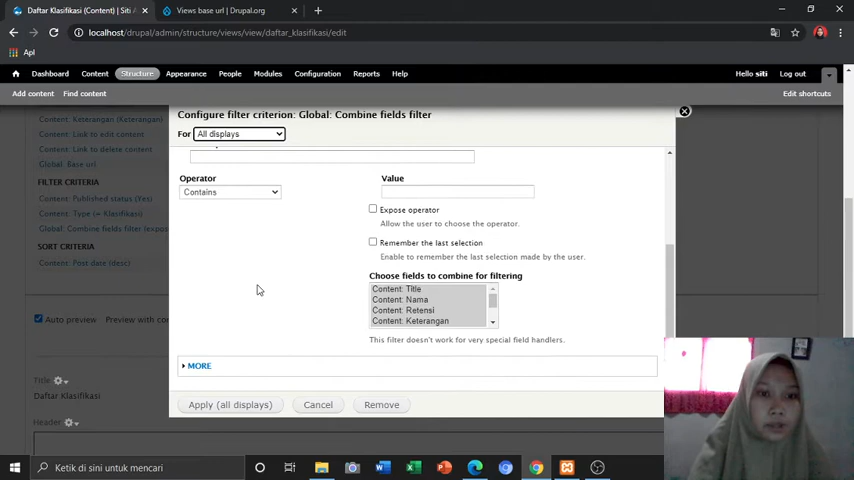 Daftar Klasifikasi (Content) | Siti A
Views base url | Drupal.org
localhost/drupal/admin/structure/views/view/daftar_klasifikasi/edit
Apl
Dashboard Content Structure Appearance People Modules Configuration Reports Help
Hello siti Log out
Add content Find content
Edit shortcuts
Content: Keterangan (Keterangan)
Content: Link to edit content
Content: Link to delete content
Global: Base url
FILTER CRITERIA
Content: Published status (Yes)
Content: Type (= Klasifikasi)
Global: Combine fields filter (expos
SORT CRITERIA
Content: Post date (desc)
Auto preview
Preview with con
Title
Daftar Klasifikasi
Header
Configure filter criterion: Global: Combine fields filter
For All displays
Operator
Contains
Value
Expose operator
Allow the user to choose the operator.
Remember the last selection
Enable to remember the last selection made by the user.
Choose fields to combine for filtering
Content: Title
Content: Nama
Content: Retensi
Content: Keterangan
This filter doesn't work for very special field handlers.
MORE
Apply (all displays) Cancel Remove
Ketik di sini untuk mencari